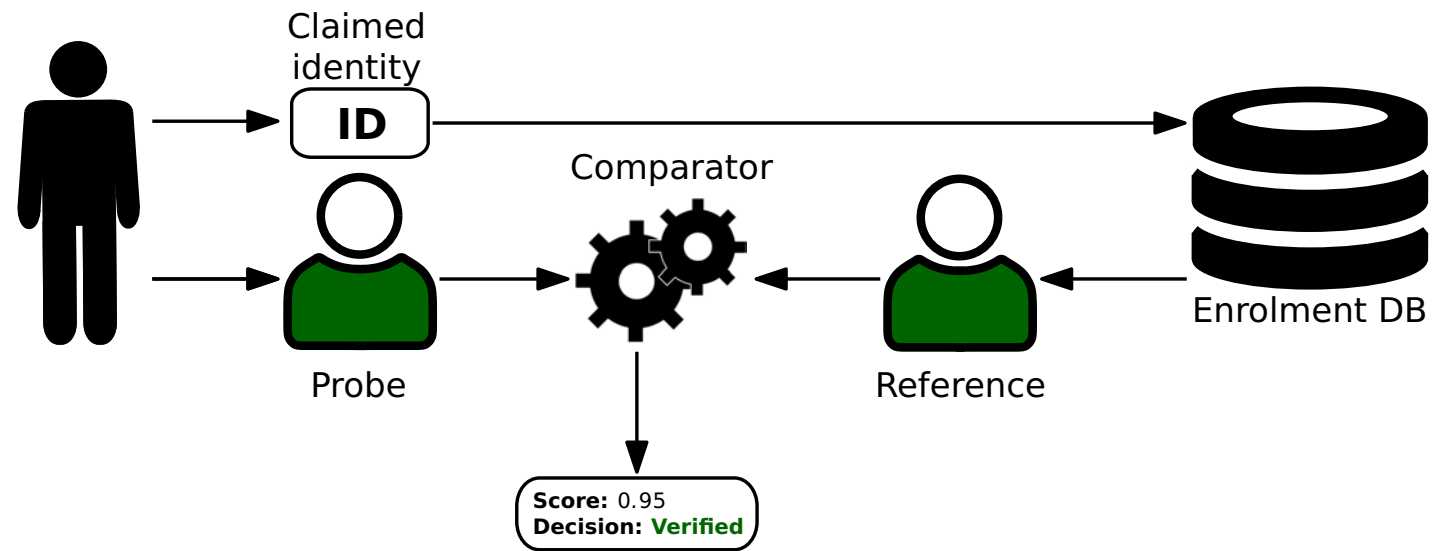 Claimed
identity
ID
Comparator
Enrolment DB
Probe
Reference
Score: 0.95
Decision: Verified